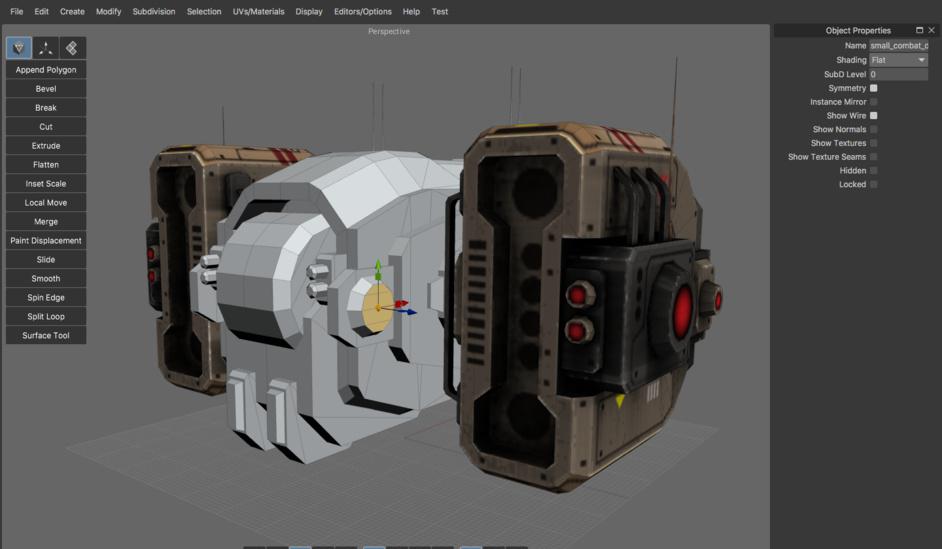 File Edit Create Modify Subdivision Selection UVs/Materials Display Editors/Options Help Test
Perspective
Append Polygon
Bevel
Break
Cut
Extrude
Flatten
Inset Scale
Local Move
Merge
Paint Displacement
Slide
Smooth
Spin Edge
Split Loop
Surface Tool
Object Properties
Name small_combat_d
Shading Flat
SubD Level 0
Symmetry
Instance Mirror
Show Wire
Show Normals
Show Textures
Show Texture Seams
Hidden
Locked